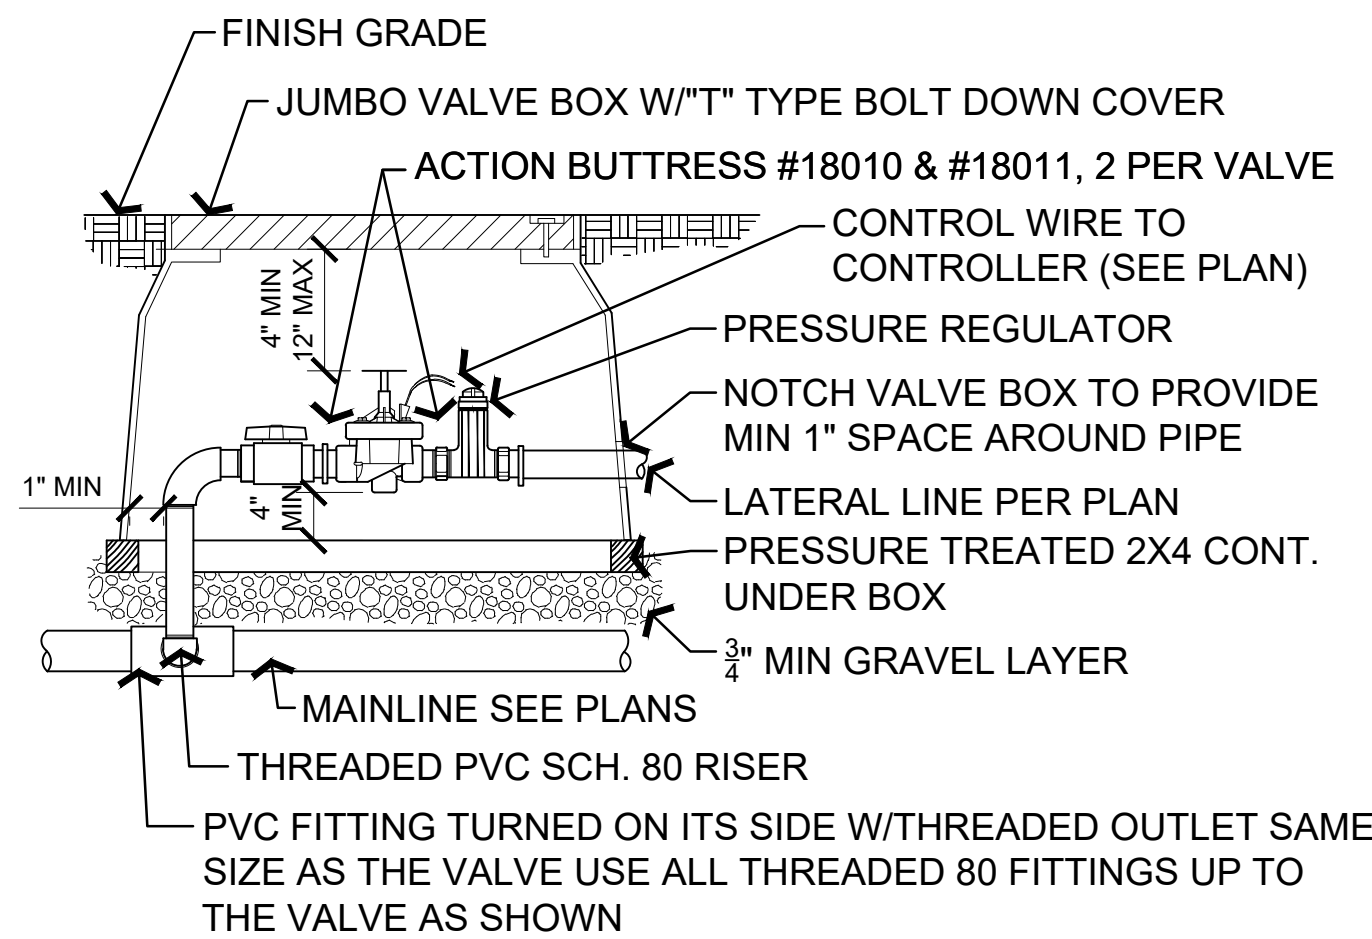 FINISH GRADE
JUMBO VALVE BOX W/"T" TYPE BOLT DOWN COVER
ACTION BUTTRESS #18010 & #18011, 2 PER VALVE
CONTROL WIRE TO
CONTROLLER (SEE PLAN)
4" MIN
12" MAX
PRESSURE REGULATOR
NOTCH VALVE BOX TO PROVIDE
MIN 1" SPACE AROUND PIPE
1" MIN
4"
MIN
LATERAL LINE PER PLAN
PRESSURE TREATED 2X4 CONT.
UNDER BOX
3/4" MIN GRAVEL LAYER
MAINLINE SEE PLANS
THREADED PVC SCH. 80 RISER
PVC FITTING TURNED ON ITS SIDE W/THREADED OUTLET SAME
SIZE AS THE VALVE USE ALL THREADED 80 FITTINGS UP TO
THE VALVE AS SHOWN